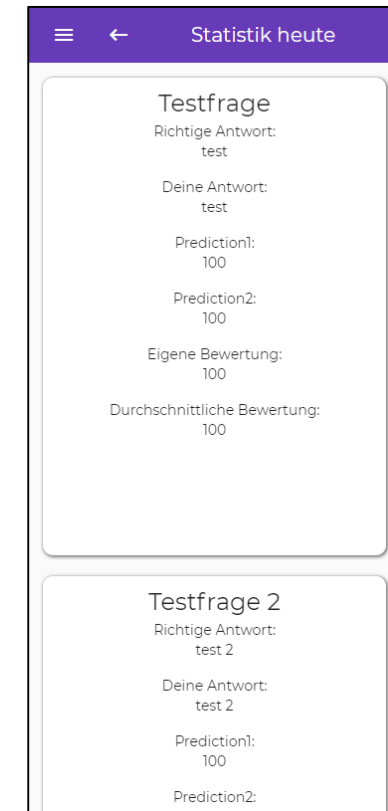 Statistik heute
Testfrage
Richtige Antwort:
test
Deine Antwort:
test
Prediction1:
100
Prediction2:
100
Eigene Bewertung:
100
Durchschnittliche Bewertung:
100
Testfrage 2
Richtige Antwort:
test 2
Deine Antwort:
test 2
Prediction1:
100
Prediction2: